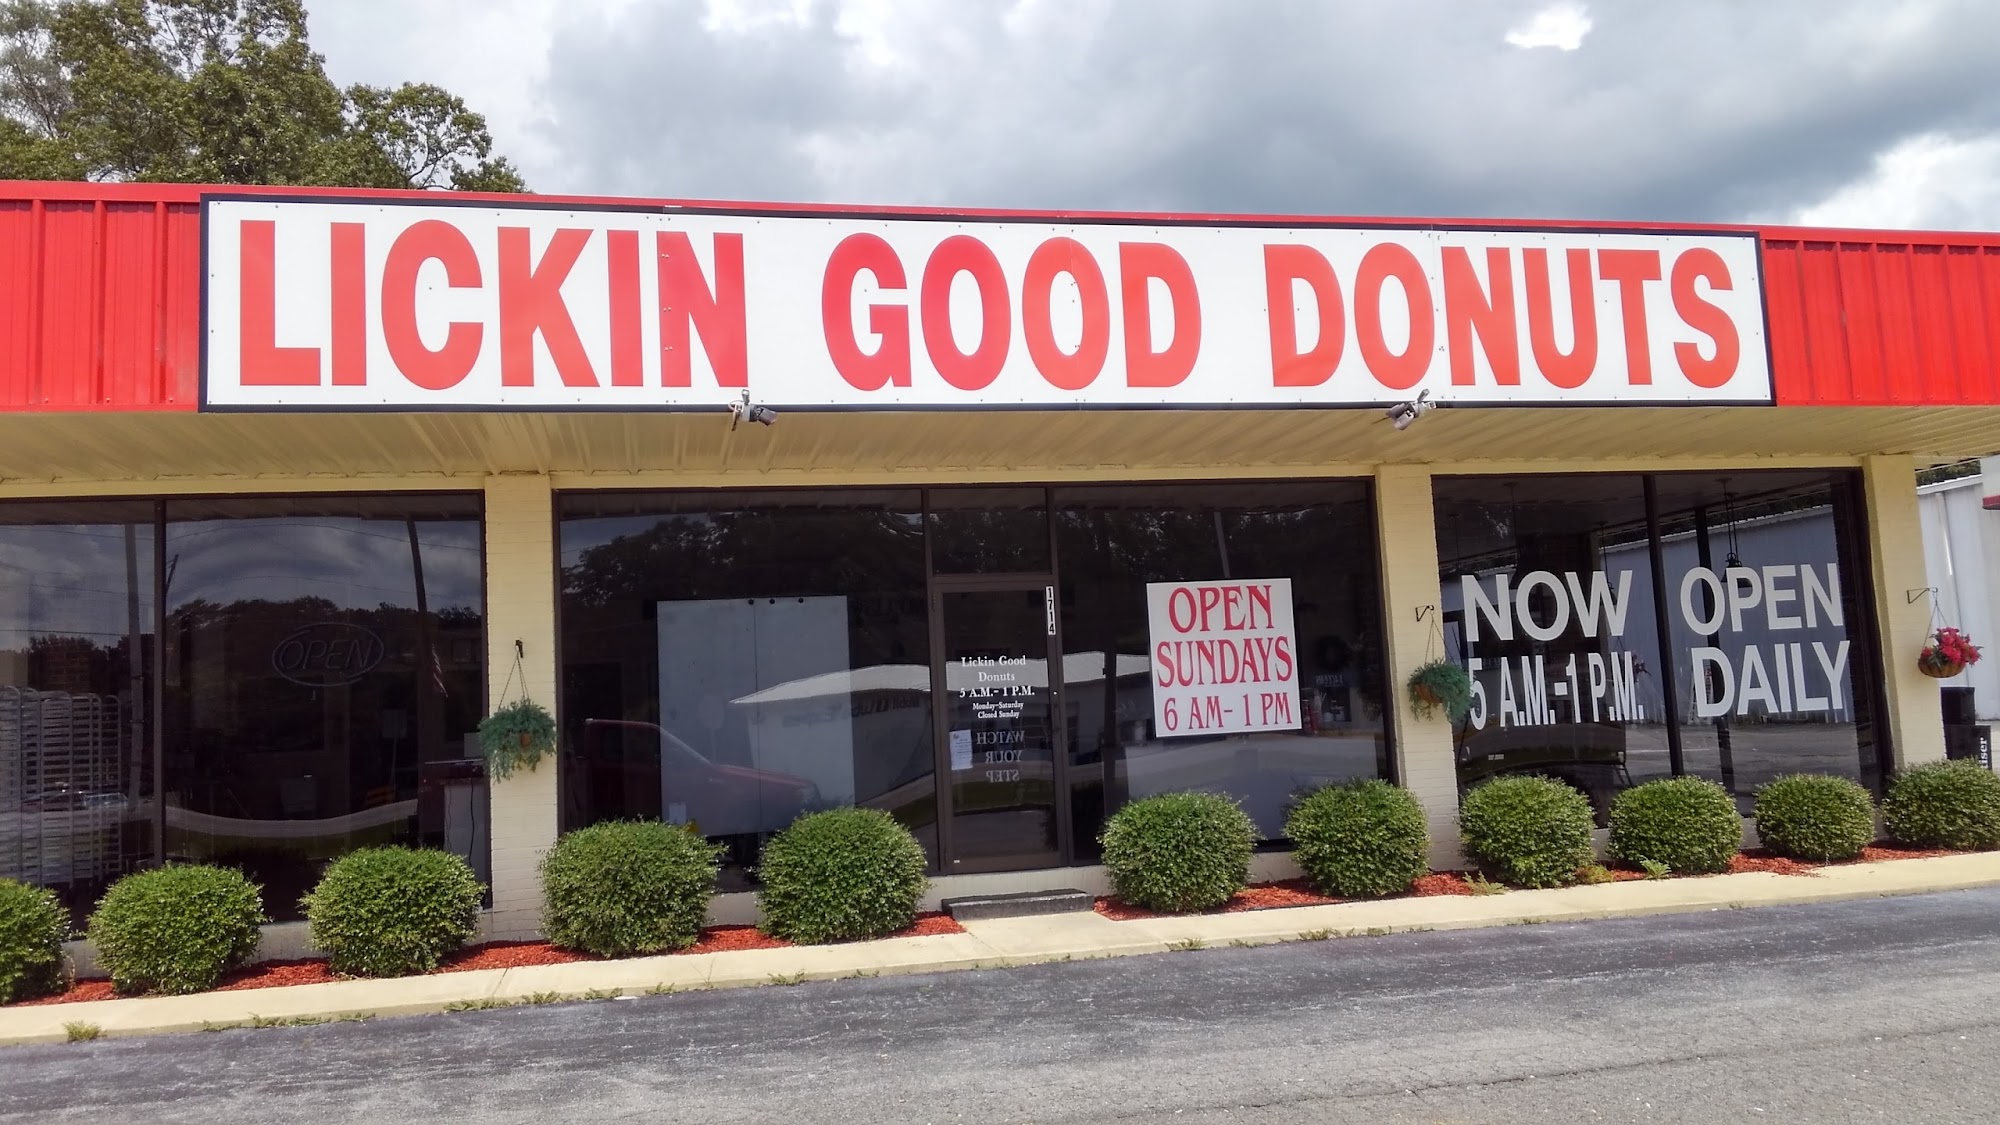 LICKIN GOOD DONUTS
OPEN
1714
Lickin Good
Donuts
5 A.M.- 1 P.M.
Monday-Saturday
Closed Sunday
WATCH
YOUR
STEP
OPEN
SUNDAYS
6 AM- 1 PM
NOW OPEN
5 A.M.-1 P.M. DAILY